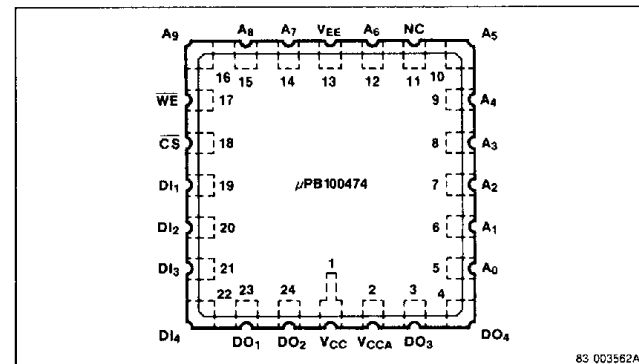 A9 A8 A7 VEE A6 NC A5
16 15 14 13 12 11 10
WE 17 9 A4
CS 18 8 A3
DI1 19 µPB100474 7 A2
DI2 20 6 A1
DI3 21 5 A0
22 23 24 1 2 3 4
DI4 DO1 DO2 VCC VCCA DO3 DO4
83 003562A